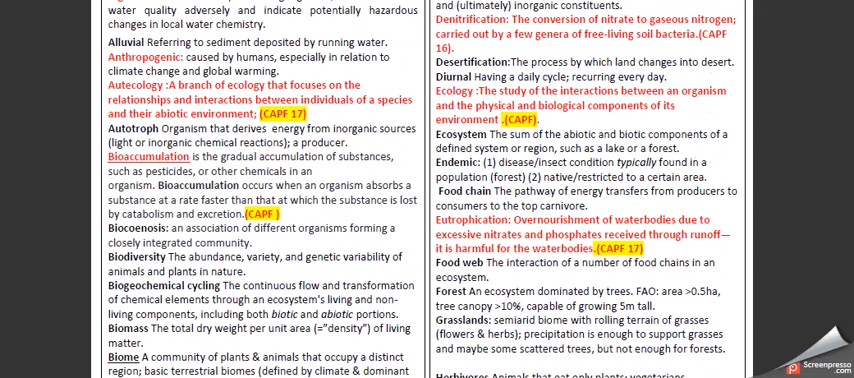 water quality adversely and indicate potentially hazardous
changes in local water chemistry.
Alluvial Referring to sediment deposited by running water.
Anthropogenic: caused by humans, especially in relation to
climate change and global warming.
Autecology :A branch of ecology that focuses on the
relationships and interactions between individuals of a species
and their abiotic environment; (CAPF 17)
Autotroph Organism that derives energy from inorganic sources
(light or inorganic chemical reactions); a producer.
Bioaccumulation is the gradual accumulation of substances,
such as pesticides, or other chemicals in an
organism. Bioaccumulation occurs when an organism absorbs a
substance at a rate faster than that at which the substance is lost
by catabolism and excretion.(CAPF )
Biocoenosis: an association of different organisms forming a
closely integrated community.
Biodiversity The abundance, variety, and genetic variability of
animals and plants in nature.
Biogeochemical cycling The continuous flow and transformation
of chemical elements through an ecosystem's living and non-
living components, including both biotic and abiotic portions.
Biomass The total dry weight per unit area (="density") of living
matter.
Biome A community of plants & animals that occupy a distinct
region; basic terrestrial biomes (defined by climate & dominant
and (ultimately) inorganic constituents.
Denitrification: The conversion of nitrate to gaseous nitrogen;
carried out by a few genera of free-living soil bacteria.(CAPF
16).
Desertification:The process by which land changes into desert.
Diurnal Having a daily cycle; recurring every day.
Ecology :The study of the interactions between an organism
and the physical and biological components of its
environment .(CAPF).
Ecosystem The sum of the abiotic and biotic components of a
defined system or region, such as a lake or a forest.
Endemic: (1) disease/insect condition typically found in a
population (forest) (2) native/restricted to a certain area.
Food chain The pathway of energy transfers from producers to
consumers to the top carnivore.
Eutrophication: Overnourishment of waterbodies due to
excessive nitrates and phosphates received through runoff—
it is harmful for the waterbodies.(CAPF 17)
Food web The interaction of a number of food chains in an
ecosystem.
Forest An ecosystem dominated by trees. FAO: area >0.5ha,
tree canopy >10%, capable of growing 5m tall.
Grasslands: semiarid biome with rolling terrain of grasses
(flowers & herbs); precipitation is enough to support grasses
and maybe some scattered trees, but not enough for forests.
Herbivores Animals that eat only plants; vegetarians
Screenpresso
.com